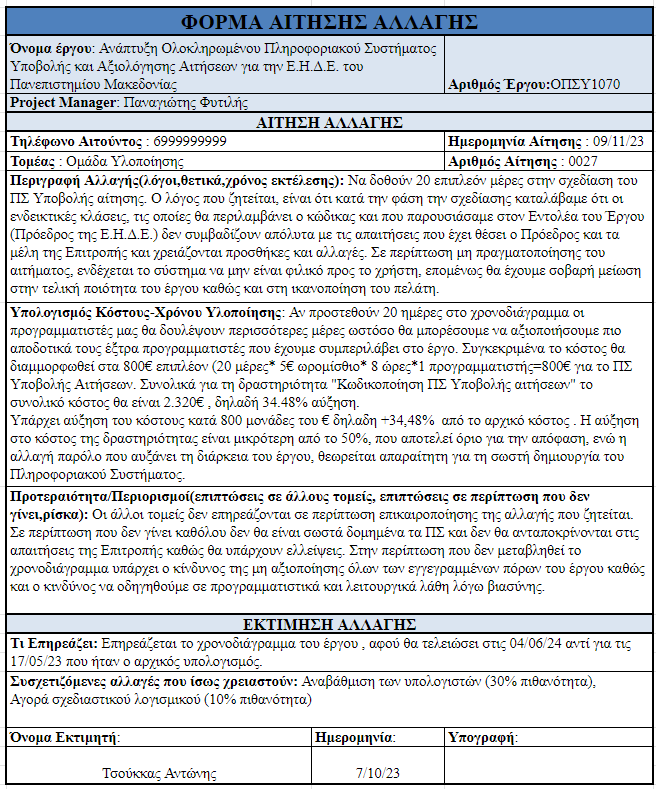 ΦΟΡΜΑ ΑΙΤΗΣΗΣ ΑΛΛΑΓΗΣ
Όνομα έργου: Ανάπτυξη Ολοκληρωμένου Πληροφοριακού Συστήματος
Υποβολής και Αξιολόγησης Αιτήσεων για την Ε.Η.Δ.Ε. του
Πανεπιστημίου Μακεδονίας
Αριθμός Έργου:ΟΠΣΥ1070
Project Manager: Παναγιώτης Φυτιλής
ΑΙΤΗΣΗ ΑΛΛΑΓΗΣ
Τηλέφωνο Αιτούντος : 6999999999
Ημερομηνία Αίτησης : 09/11/23
Τομέας : Ομάδα Υλοποίησης
Αριθμός Αίτησης : 0027
Περιγραφή Αλλαγής(λόγοι,θετικά,χρόνος εκτέλεσης): Να δοθούν 20 επιπλεόν μέρες στην σχεδίαση του
ΠΣ Υποβολής αίτησης. Ο λόγος που ζητείται, είναι ότι κατά την φάση την σχεδίασης καταλάβαμε ότι οι
ενδεικτικές κλάσεις, τις οποίες θα περιλαμβάνει ο κώδικας και που παρουσιάσαμε στον Εντολέα του Έργου
(Πρόεδρος της Ε.Η.Δ.Ε.) δεν συμβαδίζουν απόλυτα με τις απαιτήσεις που έχει θέσει ο Πρόεδρος και τα
μέλη της Επιτροπής και χρειάζονται προσθήκες και αλλαγές. Σε περίπτωση μη πραγματοποίησης του
αιτήματος, ενδέχεται το σύστημα να μην είναι φιλικό προς το χρήστη, επομένως θα έχουμε σοβαρή μείωση
στην τελική ποιότητα του έργου καθώς και στη ικανοποίηση του πελάτη.
Υπολογισμός Κόστους-Χρόνου Υλοποίησης: Αν προστεθούν 20 ημέρες στο χρονοδιάγραμμα οι
προγραμματιστές μας θα δουλέψουν περισσότερες μέρες ωστόσο θα μπορέσουμε να αξιοποιήσουμε πιο
αποδοτικά τους έξτρα προγραμματιστές που έχουμε συμπεριλάβει στο έργο. Συγκεκριμένα το κόστος θα
διαμμορφωθεί στα 800€ επιπλέον (20 μέρες* 5€ ωρομίσθιο* 8 ώρες*1 προγραμματιστής=800€ για το ΠΣ
Υποβολής Αιτήσεων. Συνολικά για τη δραστηριότητα "Κωδικοποίηση ΠΣ Υποβολής αιτήσεων" το
συνολικό κόστος θα είναι 2.320€ , δηλαδή 34.48% αύξηση.
Υπάρχει αύξηση του κόστους κατά 800 μονάδες του € δηλαδη +34,48% από το αρχικό κόστος . Η αύξηση
στο κόστος της δραστηριότητας είναι μικρότερη από το 50%, που αποτελεί όριο για την απόφαση, ενώ η
αλλαγή παρόλο που αυξάνει τη διάρκεια του έργου, θεωρείται απαραίτητη για τη σωστή δημιουργία του
Πληροφοριακού Συστήματος.
Προτεραιότητα/Περιορισμοί(επιπτώσεις σε άλλους τομείς, επιπτώσεις σε περίπτωση που δεν
γίνει,ρίσκα): Οι άλλοι τομείς δεν επηρεάζονται σε περίπτωση επικαιροποίησης της αλλαγής που ζητείται.
Σε περίπτωση που δεν γίνει καθόλου δεν θα είναι σωστά δομημένα τα ΠΣ και δεν θα ανταποκρίνονται στις
απαιτήσεις της Επιτροπής καθώς θα υπάρχουν ελλείψεις. Στην περίπτωση που δεν μεταβληθεί το
χρονοδιάγραμμα υπάρχει ο κίνδυνος της μη αξιοποίησης όλων των εγγεγραμμένων πόρων του έργου καθώς
και ο κινδύνος να οδηγηθούμε σε προγραμματιστικά και λειτουργικά λάθη λόγω βιασύνης.
ΕΚΤΙΜΗΣΗ ΑΛΛΑΓΗΣ
Τι Επηρεάζει: Επηρεάζεται το χρονοδιάγραμμα του έργου , αφού θα τελειώσει στις 04/06/24 αντί για τις
17/05/23 που ήταν ο αρχικός υπολογισμός.
Συσχετιζόμενες αλλαγές που ίσως χρειαστούν: Αναβάθμιση των υπολογιστών (30% πιθανότητα),
Αγορά σχεδιαστικού λογισμικού (10% πιθανότητα)
Όνομα Εκτιμητή:
Ημερομηνία:
Υπογραφή:
Τσούκκας Αντώνης
7/10/23